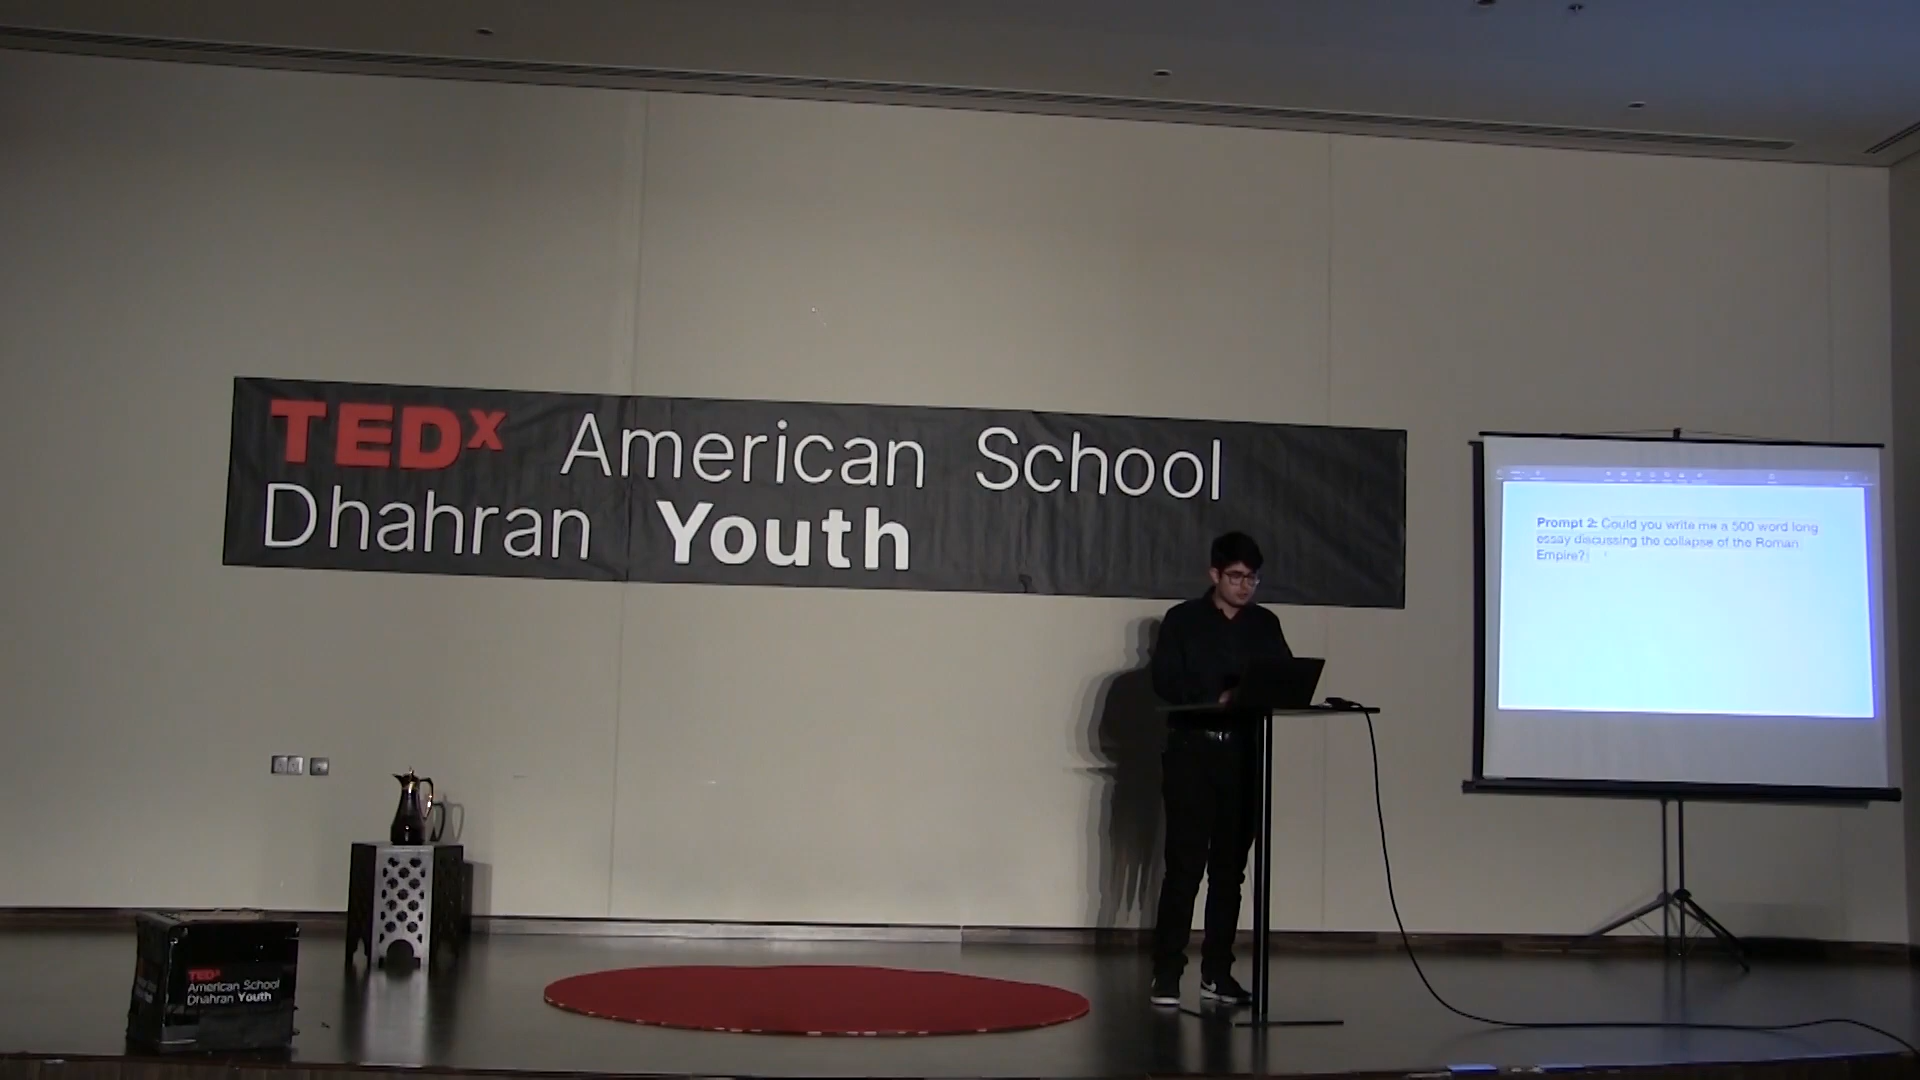 TEDx American School
Dhahran Youth
Prompt 2: Could you write me a 500 word long
essay discussing the collapse of the Roman
Empire?
TEDx
American School
Dhahran Youth